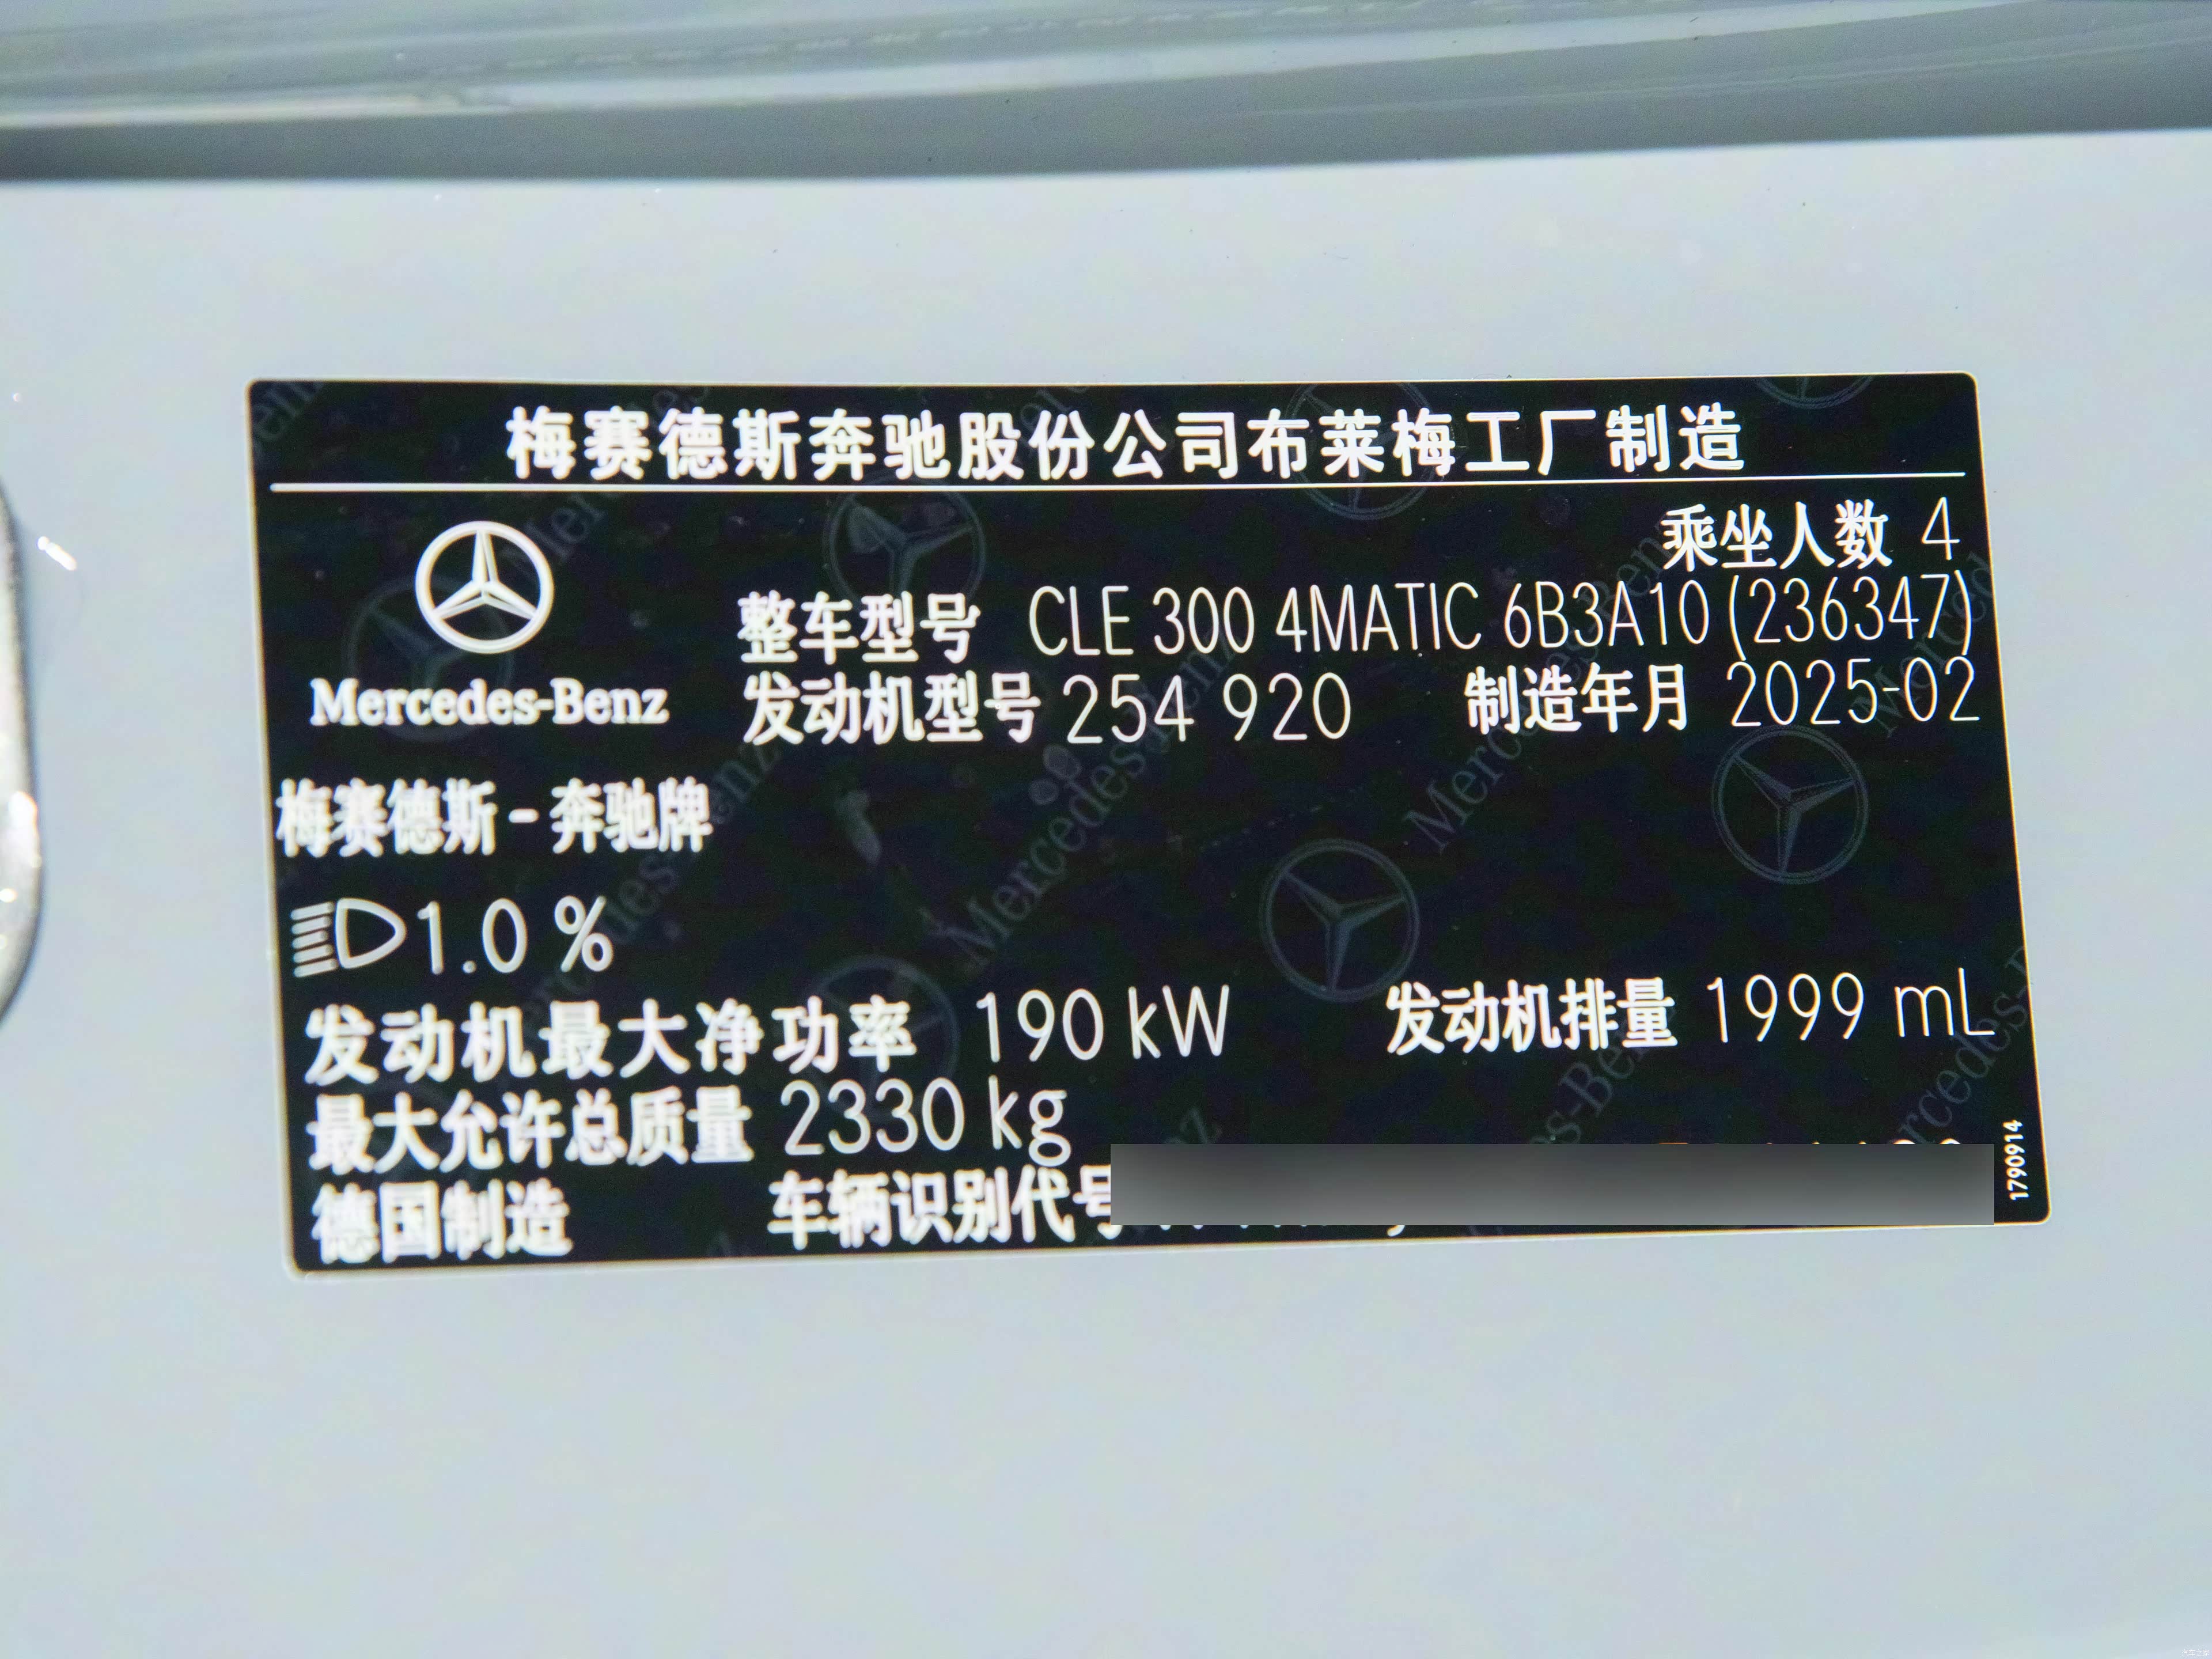 梅赛德斯奔驰股份公司布莱梅工厂制造
乘坐人数 4
整车型号 CLE 300 4MATIC 6B3A10 (236347)
Mercedes-Benz
发动机型号 254 920 制造年月 2025-02
梅赛德斯-奔驰牌
1.0 %
发动机最大净功率 190 kW 发动机排量 1999 mL
最大允许总质量 2330 kg
德国制造 车辆识别代号
1790914
汽车之家